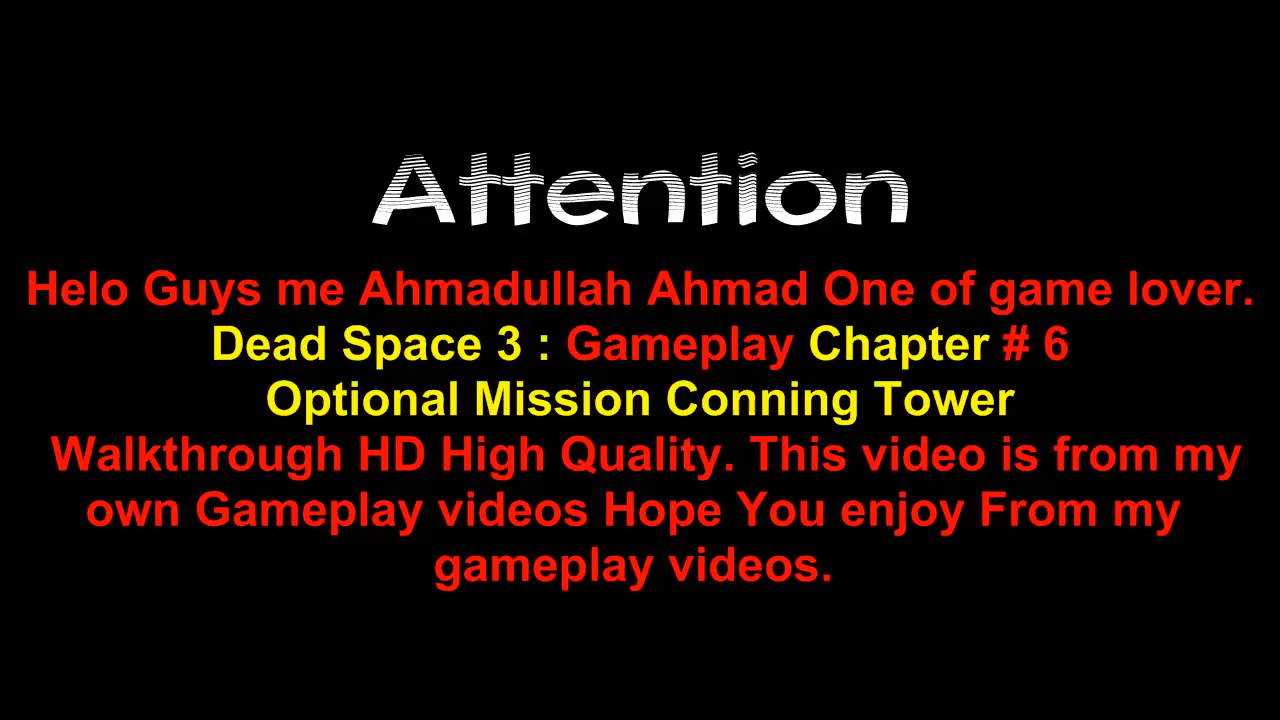 Attention
Helo Guys me Ahmadullah Ahmad One of game lover.
Dead Space 3 : Gameplay Chapter # 6
Optional Mission Conning Tower
Walkthrough HD High Quality. This video is from my
own Gameplay videos Hope You enjoy From my
gameplay videos.